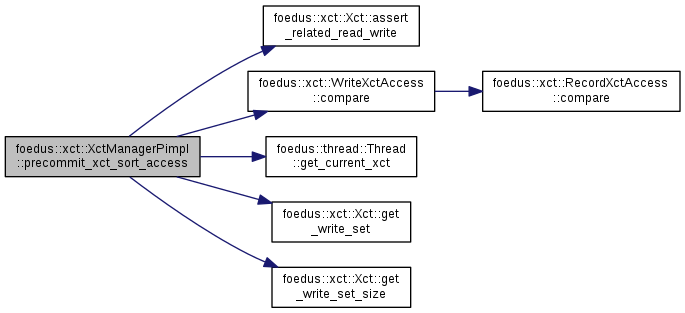 foedus::xct::Xct::assert
_related_read_write
foedus::xct::WriteXctAccess
::compare
foedus::xct::RecordXctAccess
::compare
foedus::xct::XctManagerPimpl
::precommit_xct_sort_access
foedus::thread::Thread
::get_current_xct
foedus::xct::Xct::get
_write_set
foedus::xct::Xct::get
_write_set_size